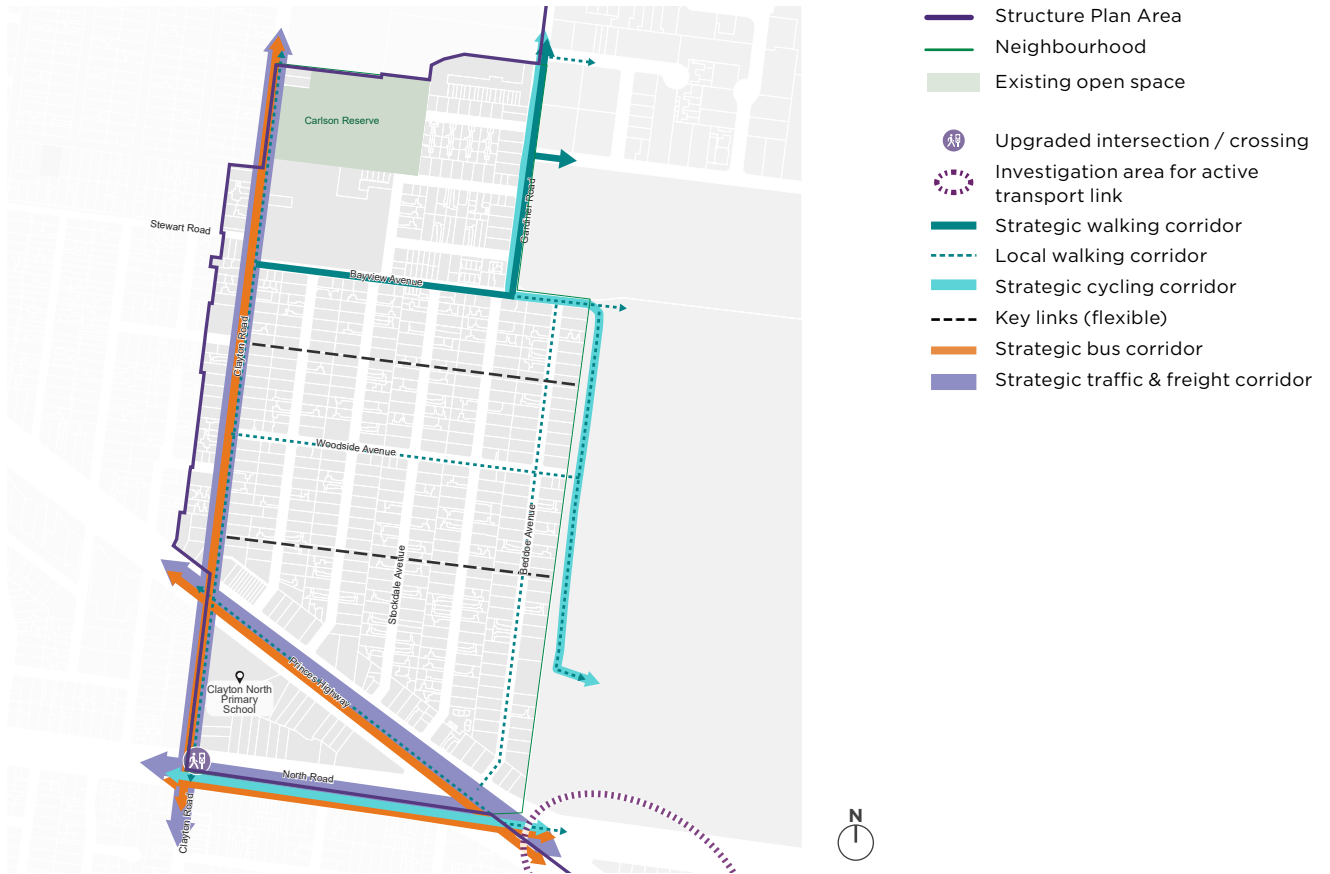 Structure Plan Area
Neighbourhood
Existing open space
Upgraded intersection / crossing
Investigation area for active
transport link
Strategic walking corridor
Local walking corridor
Strategic cycling corridor
Key links (flexible)
Strategic bus corridor
Strategic traffic & freight corridor
Carlson Reserve
Gardiner Road
Stewart Road
Bayview Avenue
Clayton Road
Woodside Avenue
Beddoe Avenue
Stockdale Avenue
Princes Highway
Clayton North
Primary
School
North Road
Clayton Road
N